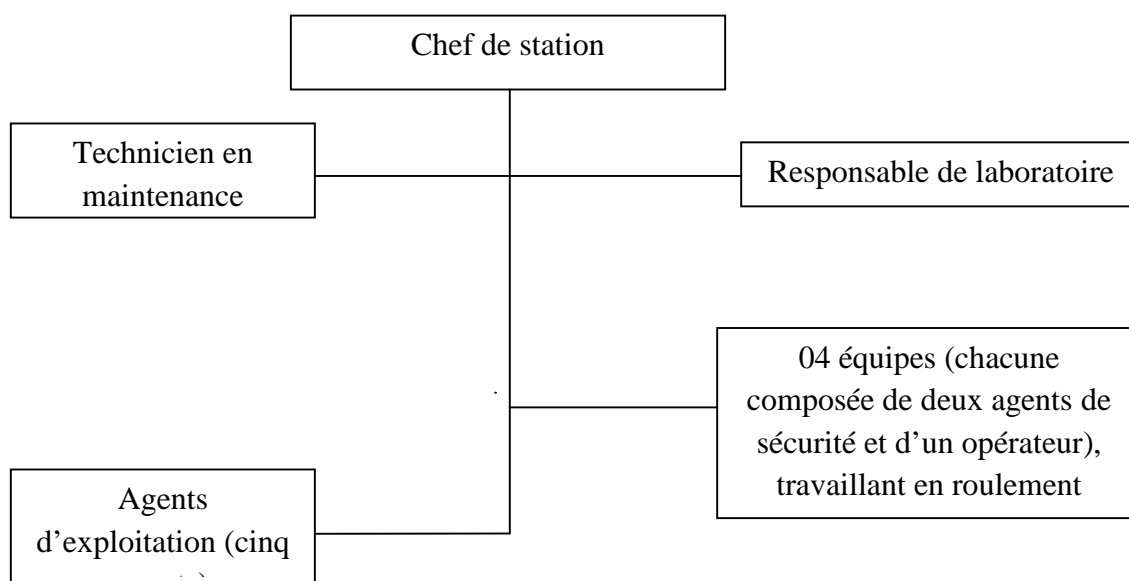 Chef de station
Technicien en
maintenance
Responsable de laboratoire
04 équipes (chacune
composée de deux agents de
sécurité et d’un opérateur),
travaillant en roulement
Agents
d’exploitation (cinq